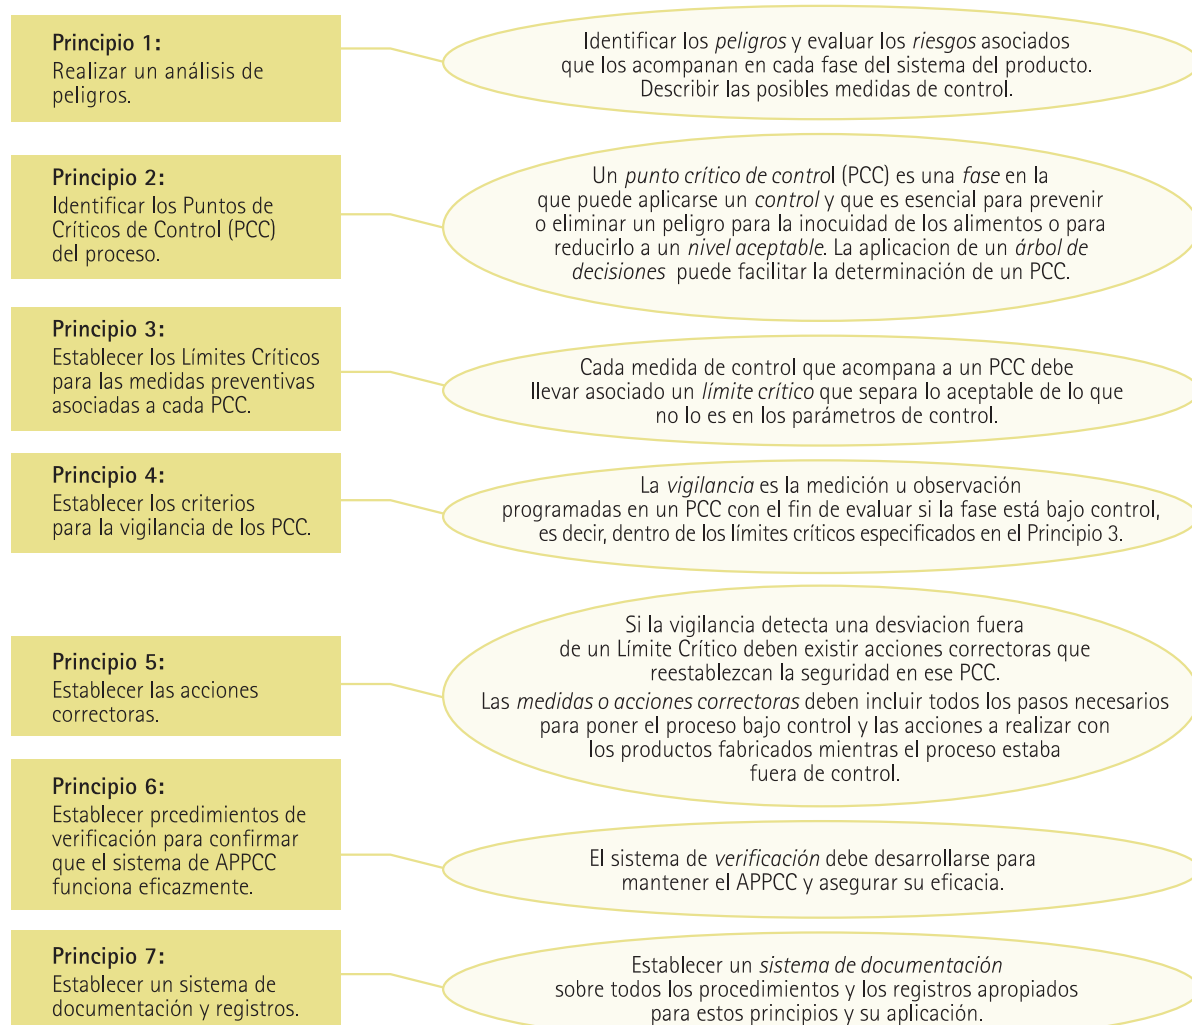 Principio 1:
Realizar un análisis de
peligros.
Identificar los peligros y evaluar los riesgos asociados
que los acompanan en cada fase del sistema del producto.
Describir las posibles medidas de control.
Principio 2:
Identificar los Puntos de
Críticos de Control (PCC)
del proceso.
Un punto crítico de control (PCC) es una fase en la
que puede aplicarse un control y que es esencial para prevenir
o eliminar un peligro para la inocuidad de los alimentos o para
reducirlo a un nivel aceptable. La aplicacion de un árbol de
decisiones puede facilitar la determinación de un PCC.
Principio 3:
Establecer los Límites Críticos
para las medidas preventivas
asociadas a cada PCC.
Cada medida de control que acompana a un PCC debe
llevar asociado un límite crítico que separa lo aceptable de lo que
no lo es en los parámetros de control.
Principio 4:
Establecer los criterios
para la vigilancia de los PCC.
La vigilancia es la medición u observación
programadas en un PCC con el fin de evaluar si la fase está bajo control,
es decir, dentro de los límites críticos especificados en el Principio 3.
Principio 5:
Establecer las acciones
correctoras.
Si la vigilancia detecta una desviacion fuera
de un Límite Crítico deben existir acciones correctoras que
reestablezcan la seguridad en ese PCC.
Las medidas o acciones correctoras deben incluir todos los pasos necesarios
para poner el proceso bajo control y las acciones a realizar con
los productos fabricados mientras el proceso estaba
fuera de control.
Principio 6:
Establecer prcedimientos de
verificación para confirmar
que el sistema de APPCC
funciona eficazmente.
El sistema de verificación debe desarrollarse para
mantener el APPCC y asegurar su eficacia.
Principio 7:
Establecer un sistema de
documentación y registros.
Establecer un sistema de documentación
sobre todos los procedimientos y los registros apropiados
para estos principios y su aplicación.